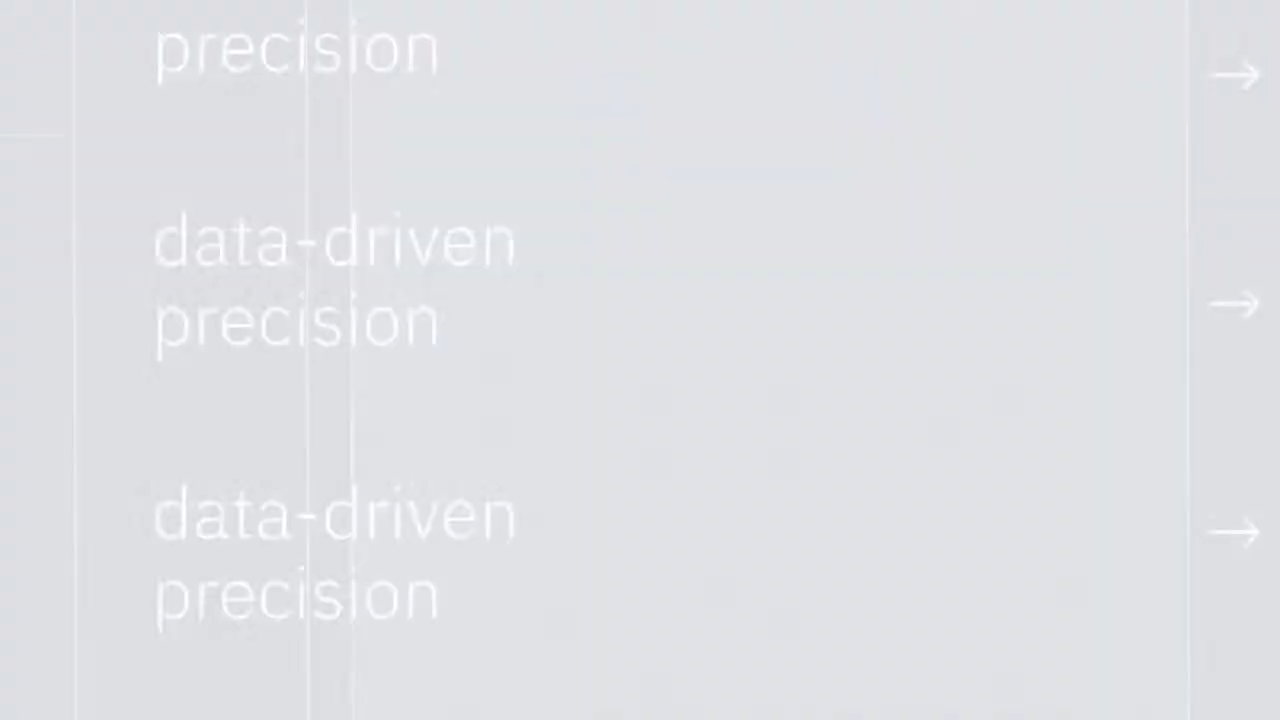 precision
→
data-driven
precision
→
data-driven
precision
→